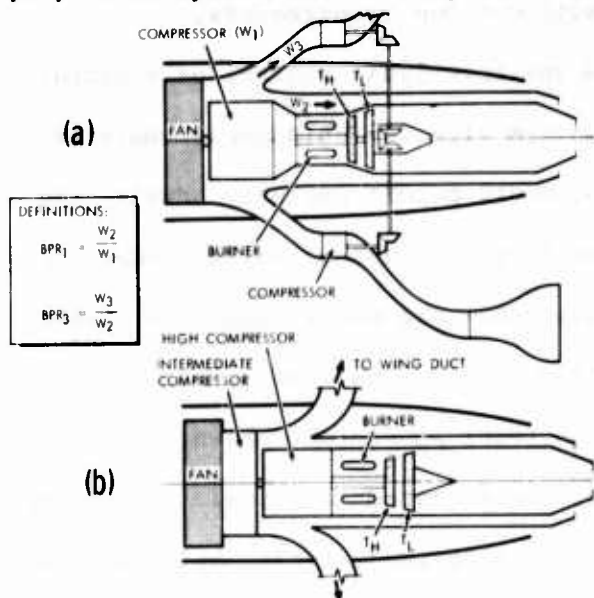 COMPRESSOR (W1)
W3
TH
TL
W2
(a)
FAN
DEFINITIONS:
BPR1 = W2
W1
BPR3 = W3
W2
BURNER
COMPRESSOR
HIGH COMPRESSOR
INTERMEDIATE
COMPRESSOR
TO WING DUCT
BURNER
(b)
FAN
TH
TL